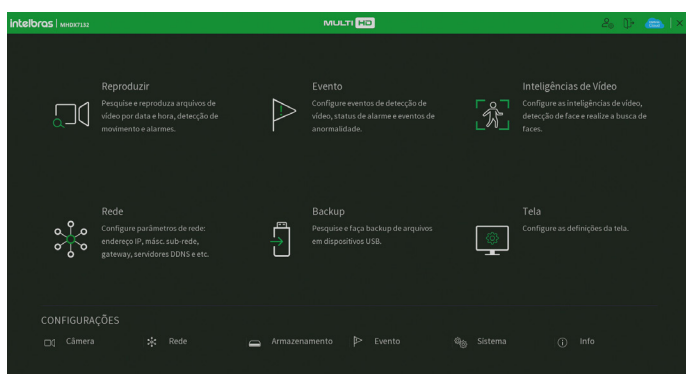 intelbras | MHDX7132
MULTI HD
Reproduzir
Pesquise e reproduza arquivos de
vídeo por data e hora, detecção de
movimento e alarmes.
Evento
Configure eventos de detecção de
vídeo, status de alarme e eventos de
anormalidade.
Inteligências de Vídeo
Configure as inteligências de vídeo,
detecção de face e realize a busca de
faces.
Rede
Configure parâmetros de rede:
endereço IP, másc. sub-rede,
gateway, servidores DDNS e etc.
Backup
Pesquise e faça backup de arquivos
em dispositivos USB.
Tela
Configure as definições da tela.
CONFIGURAÇÕES
Câmera
Rede
Armazenamento
Evento
Sistema
Info